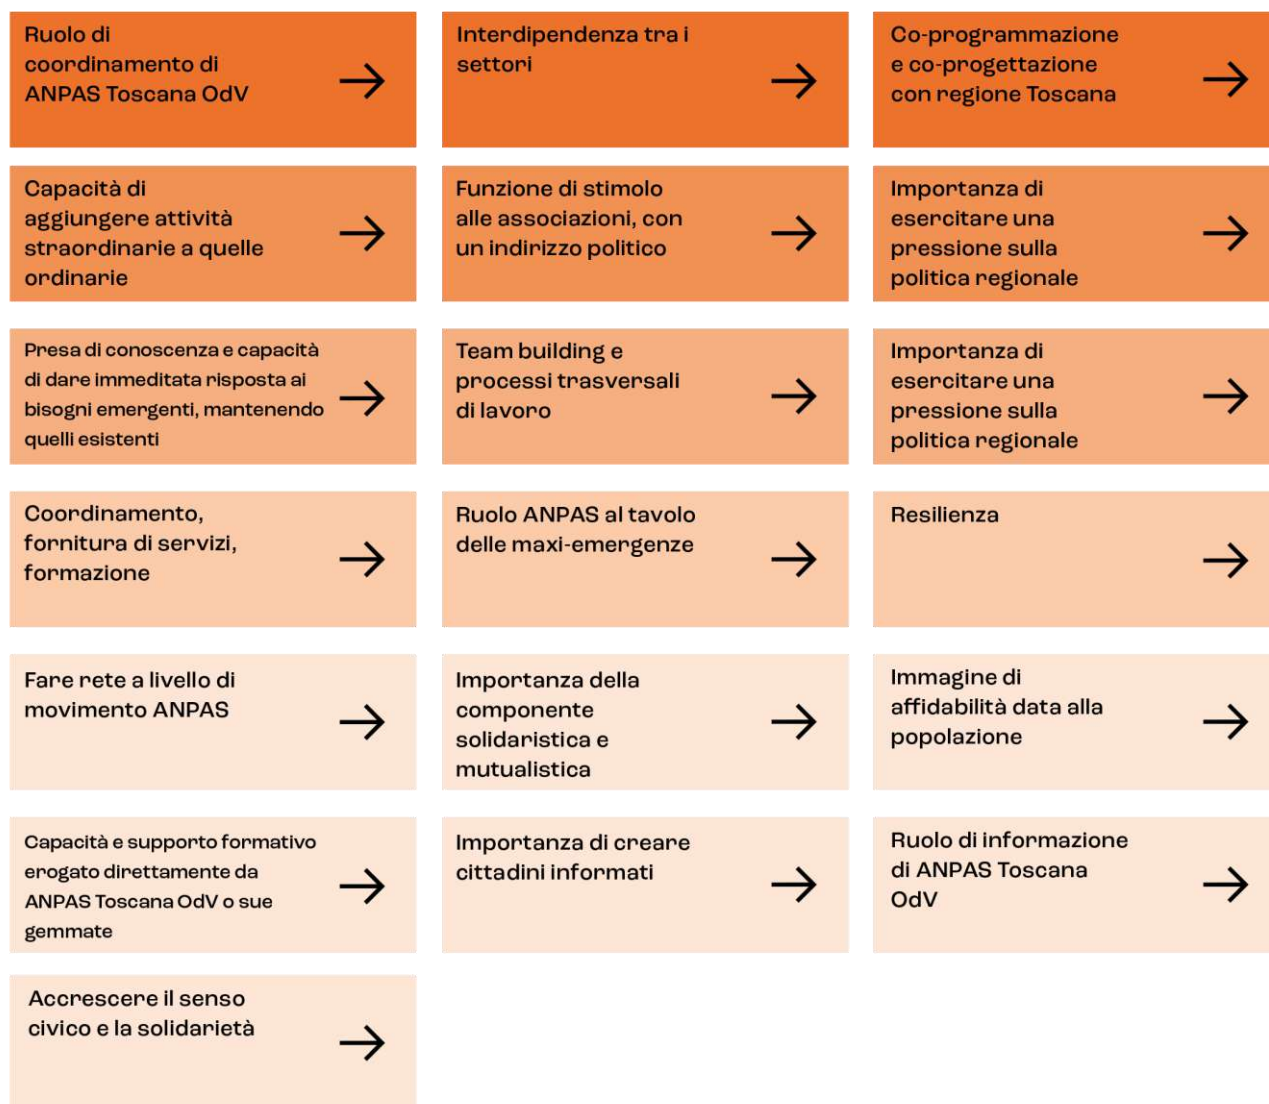 Ruolo di
coordinamento di
ANPAS Toscana OdV
Interdipendenza tra i
settori
Co-programmazione
e co-progettazione
con regione Toscana
Capacità di
aggiungere attività
straordinarie a quelle
ordinarie
Funzione di stimolo
alle associazioni, con
un indirizzo politico
Importanza di
esercitare una
pressione sulla
politica regionale
Presa di conoscenza e capacità
di dare immeditata risposta ai
bisogni emergenti, mantenendo
quelli esistenti
Team building e
processi trasversali
di lavoro
Importanza di
esercitare una
pressione sulla
politica regionale
Coordinamento,
fornitura di servizi,
formazione
Ruolo ANPAS al tavolo
delle maxi-emergenze
Resilienza
Fare rete a livello di
movimento ANPAS
Importanza della
componente
solidaristica e
mutualistica
Immagine di
affidabilità data alla
popolazione
Capacità e supporto formativo
erogato direttamente da
ANPAS Toscana OdV o sue
gemmate
Importanza di creare
cittadini informati
Ruolo di informazione
di ANPAS Toscana
OdV
Accrescere il senso
civico e la solidarietà